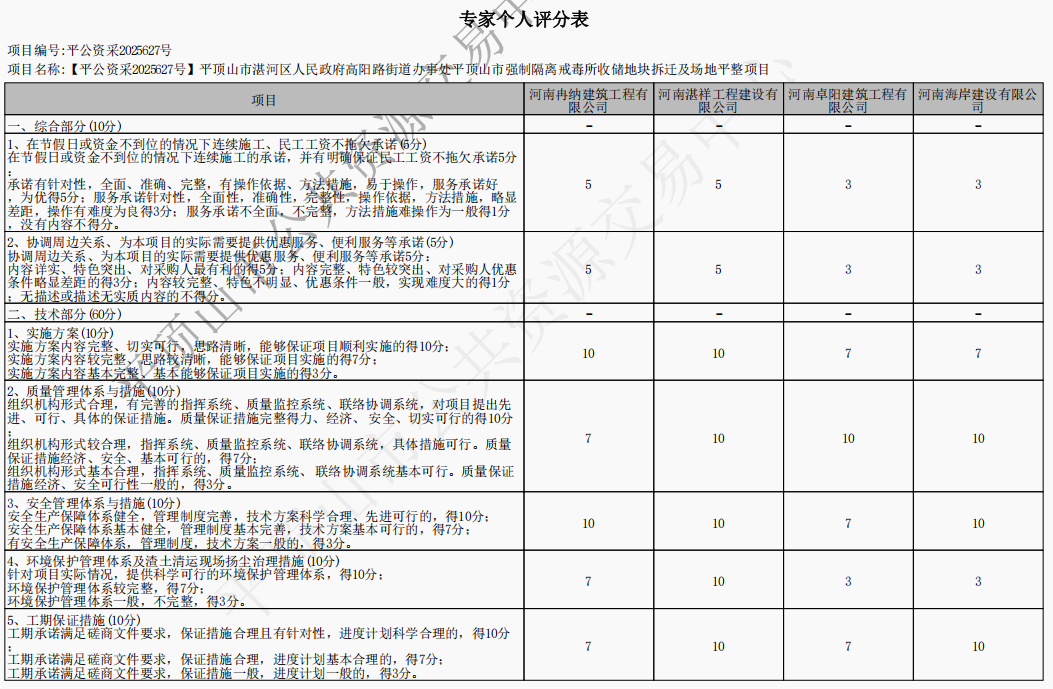 专家个人评分表
项目编号:平公资采2025627号
项目名称:【平公资采2025627号】平顶山市湛河区人民政府高阳路街道办事处平顶山市强制隔离戒毒所收储地块拆迁及场地平整项目
项目 河南冉纳建筑工程有限公司 河南湛祥工程建设有限公司 河南卓阳建筑工程有限公司 河南海岸建设有限公司
一、综合部分(10分) - - - -
1、在节假日或资金不到位的情况下连续施工、民工工资不拖欠承诺(5分)
在节假日或资金不到位的情况下连续施工的承诺，并有明确保证民工工资不拖欠承诺5分
；
承诺有针对性，全面、准确、完整，有操作依据、方法措施，易于操作，服务承诺好
，为优得5分；服务承诺针对性，全面性，准确性，完整性，操作依据，方法措施，略显
差距，操作有难度为良得3分；服务承诺不全面，不完整，方法措施难操作为一般得1分
，没有内容不得分。
5 5 3 3
2、协调周边关系、为本项目的实际需要提供优惠服务、便利服务等承诺(5分)
协调周边关系、为本项目的实际需要提供优惠服务、便利服务等承诺5分：
内容详实、特色突出、对采购人最有利的得5分；内容完整、特色较突出、对采购人优惠
条件略显差距的得3分；内容较完整、特色不明显、优惠条件一般，实现难度大的得1分
；无描述或描述无实质内容的不得分。
5 5 3 3
二、技术部分(60分) - - - -
1、实施方案(10分)
实施方案内容完整、切实可行，思路清晰，能够保证项目顺利实施的得10分；
实施方案内容较完整、思路较清晰，能够保证项目实施的得7分；
实施方案内容基本完整，基本能够保证项目实施的得3分。
10 10 7 7
2、质量管理体系与措施(10分)
组织机构形式合理，有完善的指挥系统、质量监控系统、联络协调系统，对项目提出先
进、可行、具体的保证措施。质量保证措施完整得力、经济、安全、切实可行的得10分
；
组织机构形式较合理，指挥系统、质量监控系统、联络协调系统，具体措施可行。质量
保证措施经济、安全、基本可行的，得7分；
组织机构形式基本合理，指挥系统、质量监控系统、 联络协调系统基本可行。质量保证
措施经济、安全可行性一般的，得3分。
7 10 10 10
3、安全管理体系与措施(10分)
安全生产保障体系健全，管理制度完善，技术方案科学合理、先进可行的，得10分；
安全生产保障体系基本健全，管理制度基本完善，技术方案基本可行的，得7分；
有安全生产保障体系，管理制度，技术方案一般的，得3分。
10 10 7 10
4、环境保护管理体系及渣土清运现场扬尘治理措施(10分)
针对项目实际情况，提供科学可行的环境保护管理体系，得10分；
环境保护管理体系较完整，得7分；
环境保护管理体系一般，不完整，得3分。
7 10 3 3
5、工期保证措施(10分)
工期承诺满足磋商文件要求，保证措施合理且有针对性，进度计划科学合理的，得10分
；
工期承诺满足磋商文件要求，保证措施合理，进度计划基本合理的，得7分；
工期承诺满足磋商文件要求，保证措施一般，进度计划一般的，得3分。
7 10 7 10
平顶山市公共资源交易中心
平顶山市公共资源交易中心